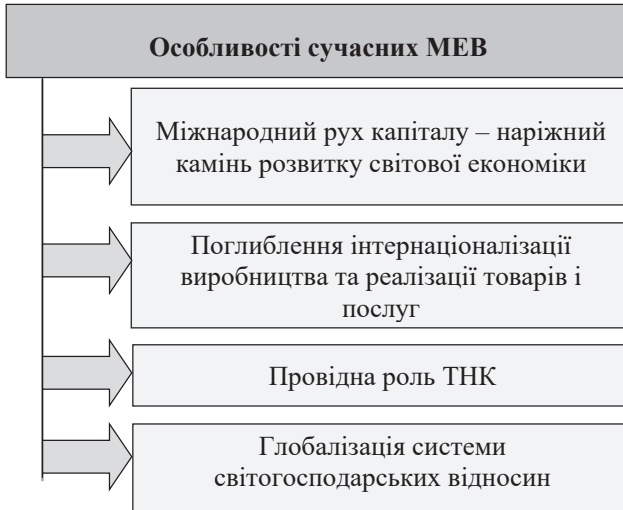 Особливості сучасних МЕВ
Міжнародний рух капіталу – наріжний
камінь розвитку світової економіки
Поглиблення інтернаціоналізації
виробництва та реалізації товарів і
послуг
Провідна роль ТНК
Глобалізація системи
світогосподарських відносин